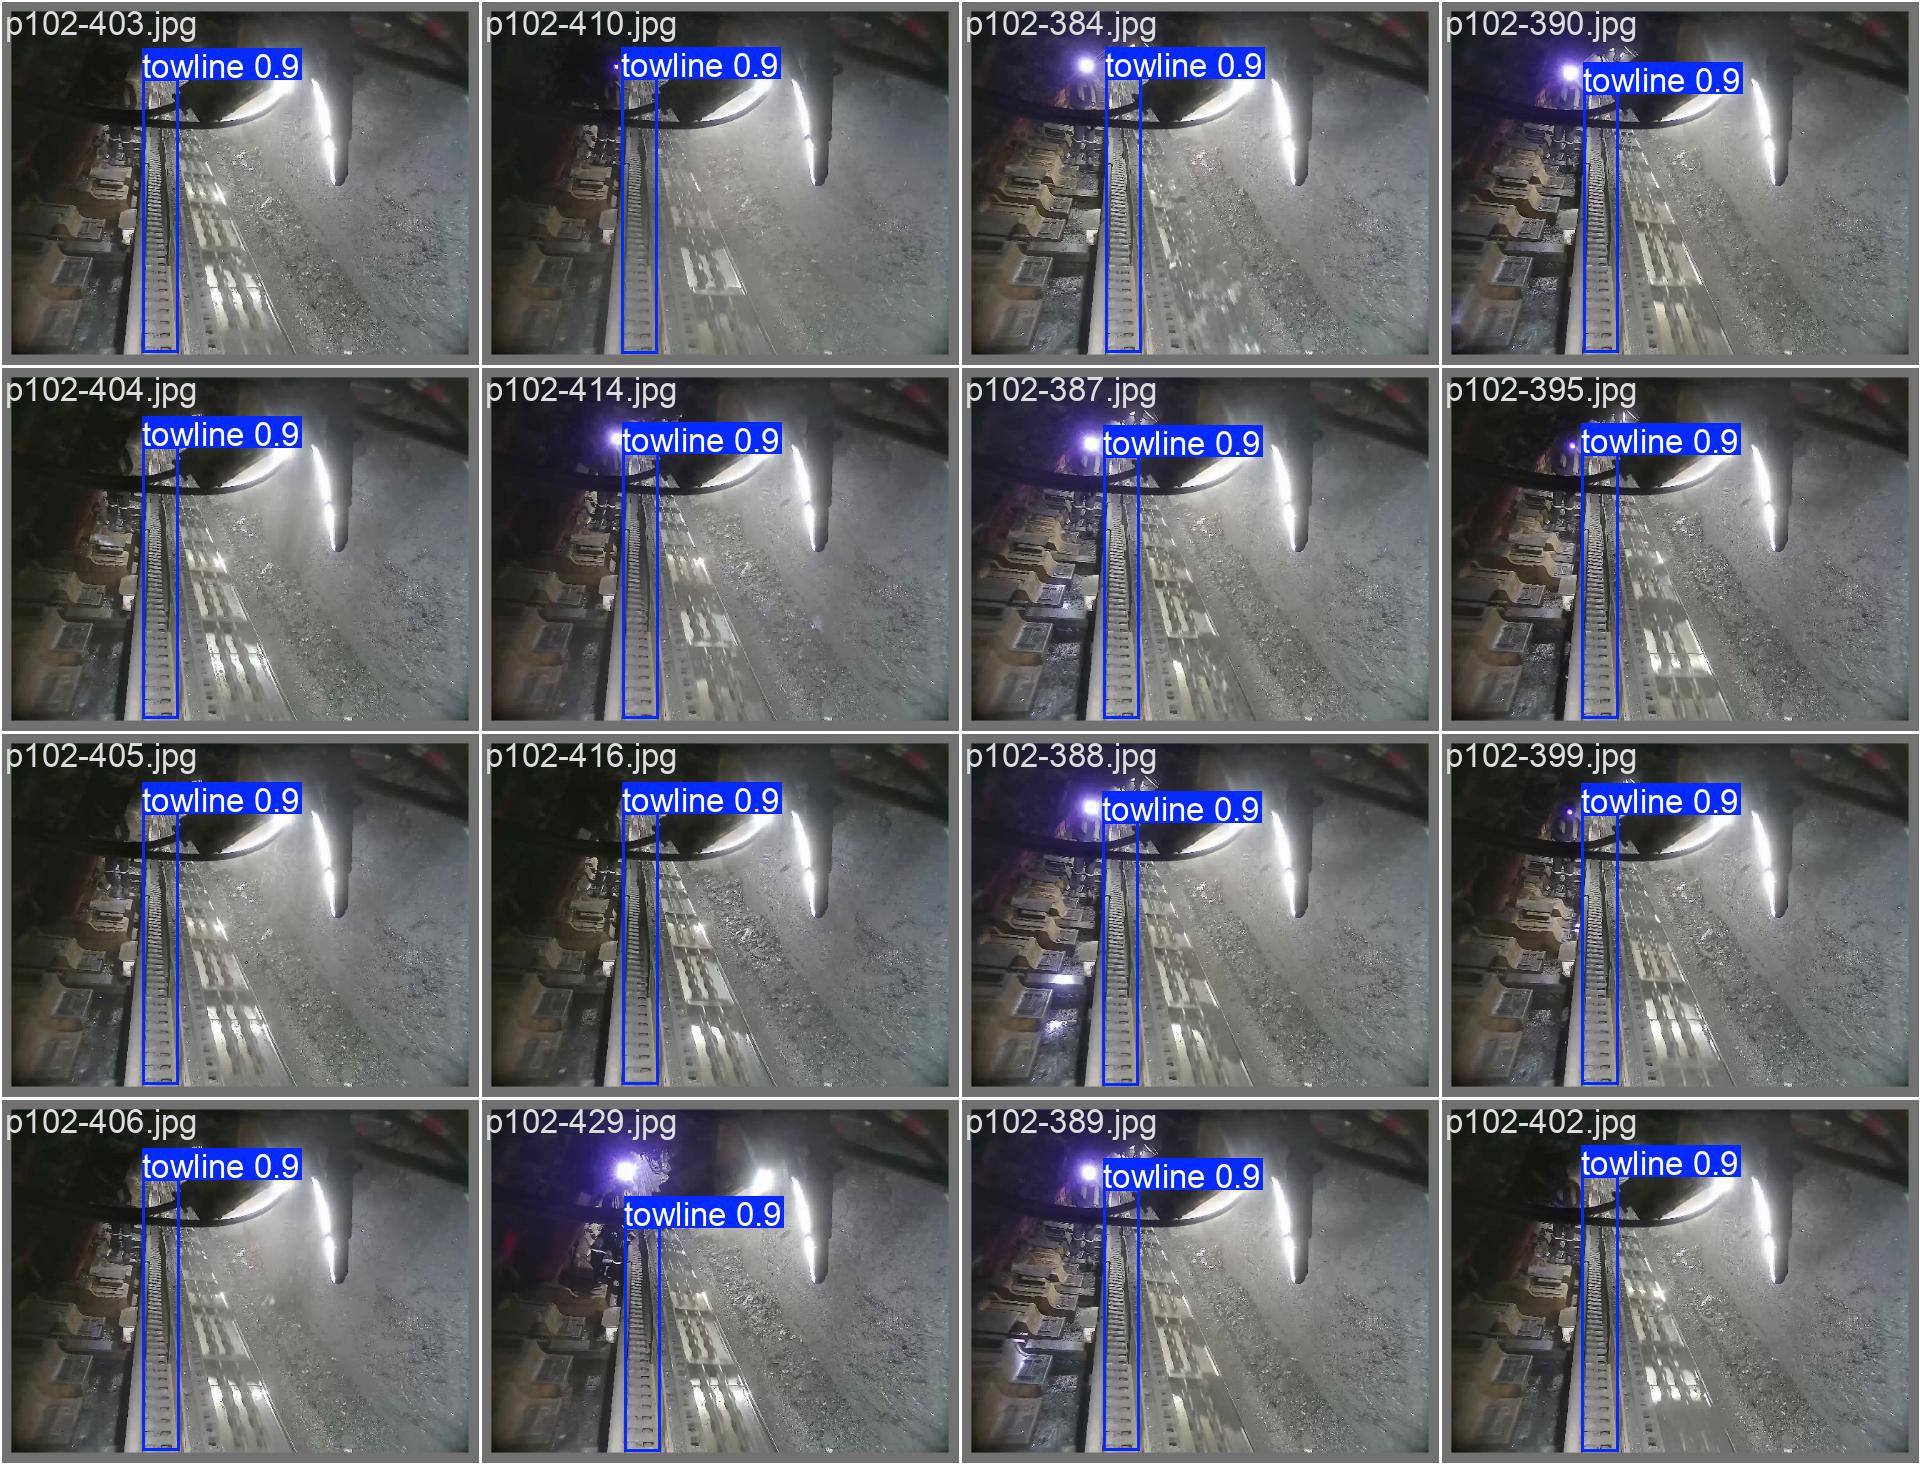 p102-403.jpg
towline 0.9
p102-410.jpg
towline 0.9
p102-384.jpg
towline 0.9
p102-390.jpg
towline 0.9
p102-404.jpg
towline 0.9
p102-414.jpg
towline 0.9
p102-387.jpg
towline 0.9
p102-395.jpg
towline 0.9
p102-405.jpg
towline 0.9
p102-416.jpg
towline 0.9
p102-388.jpg
towline 0.9
p102-399.jpg
towline 0.9
p102-406.jpg
towline 0.9
p102-429.jpg
towline 0.9
p102-389.jpg
towline 0.9
p102-402.jpg
towline 0.9